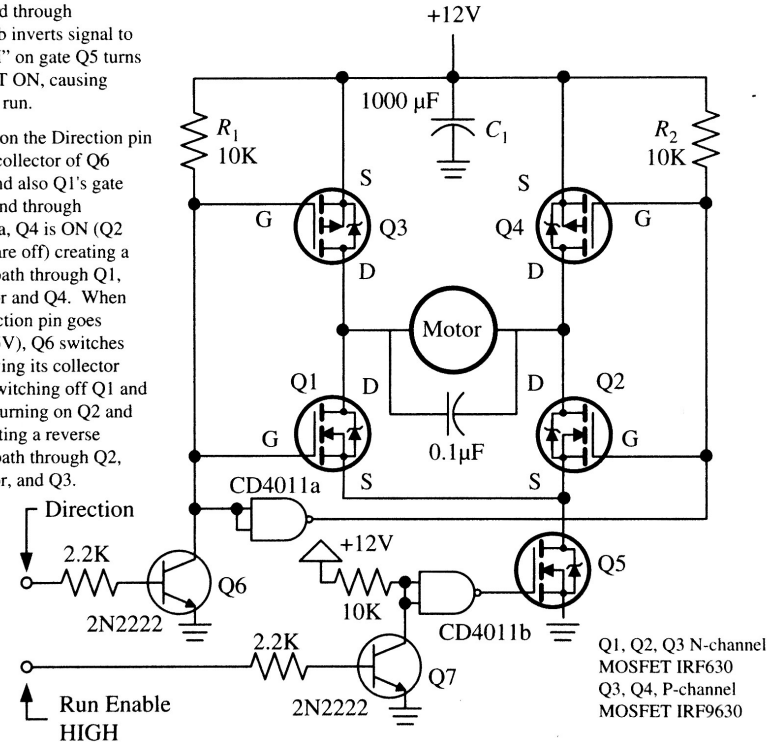 d through
b inverts signal to
I" on gate Q5 turns
T ON, causing
run.
on the Direction pin
collector of Q6
nd also Q1's gate
nd through
a, Q4 is ON (Q2
are off) creating a
path through Q1,
r and Q4. When
ction pin goes
V), Q6 switches
ing its collector
witching off Q1 and
urning on Q2 and
ting a reverse
path through Q2,
r, and Q3.
+12V
1000 µF
C1
R1
10K
R2
10K
S
S
G
Q3
Q4
G
D
D
Motor
Q1
D
D
Q2
0.1µF
G
G
S
S
CD4011a
Direction
+12V
2.2K
Q6
Q5
10K
2N2222
CD4011b
2.2K
Q7
2N2222
Run Enable
HIGH
Q1, Q2, Q3 N-channel
MOSFET IRF630
Q3, Q4, P-channel
MOSFET IRF9630